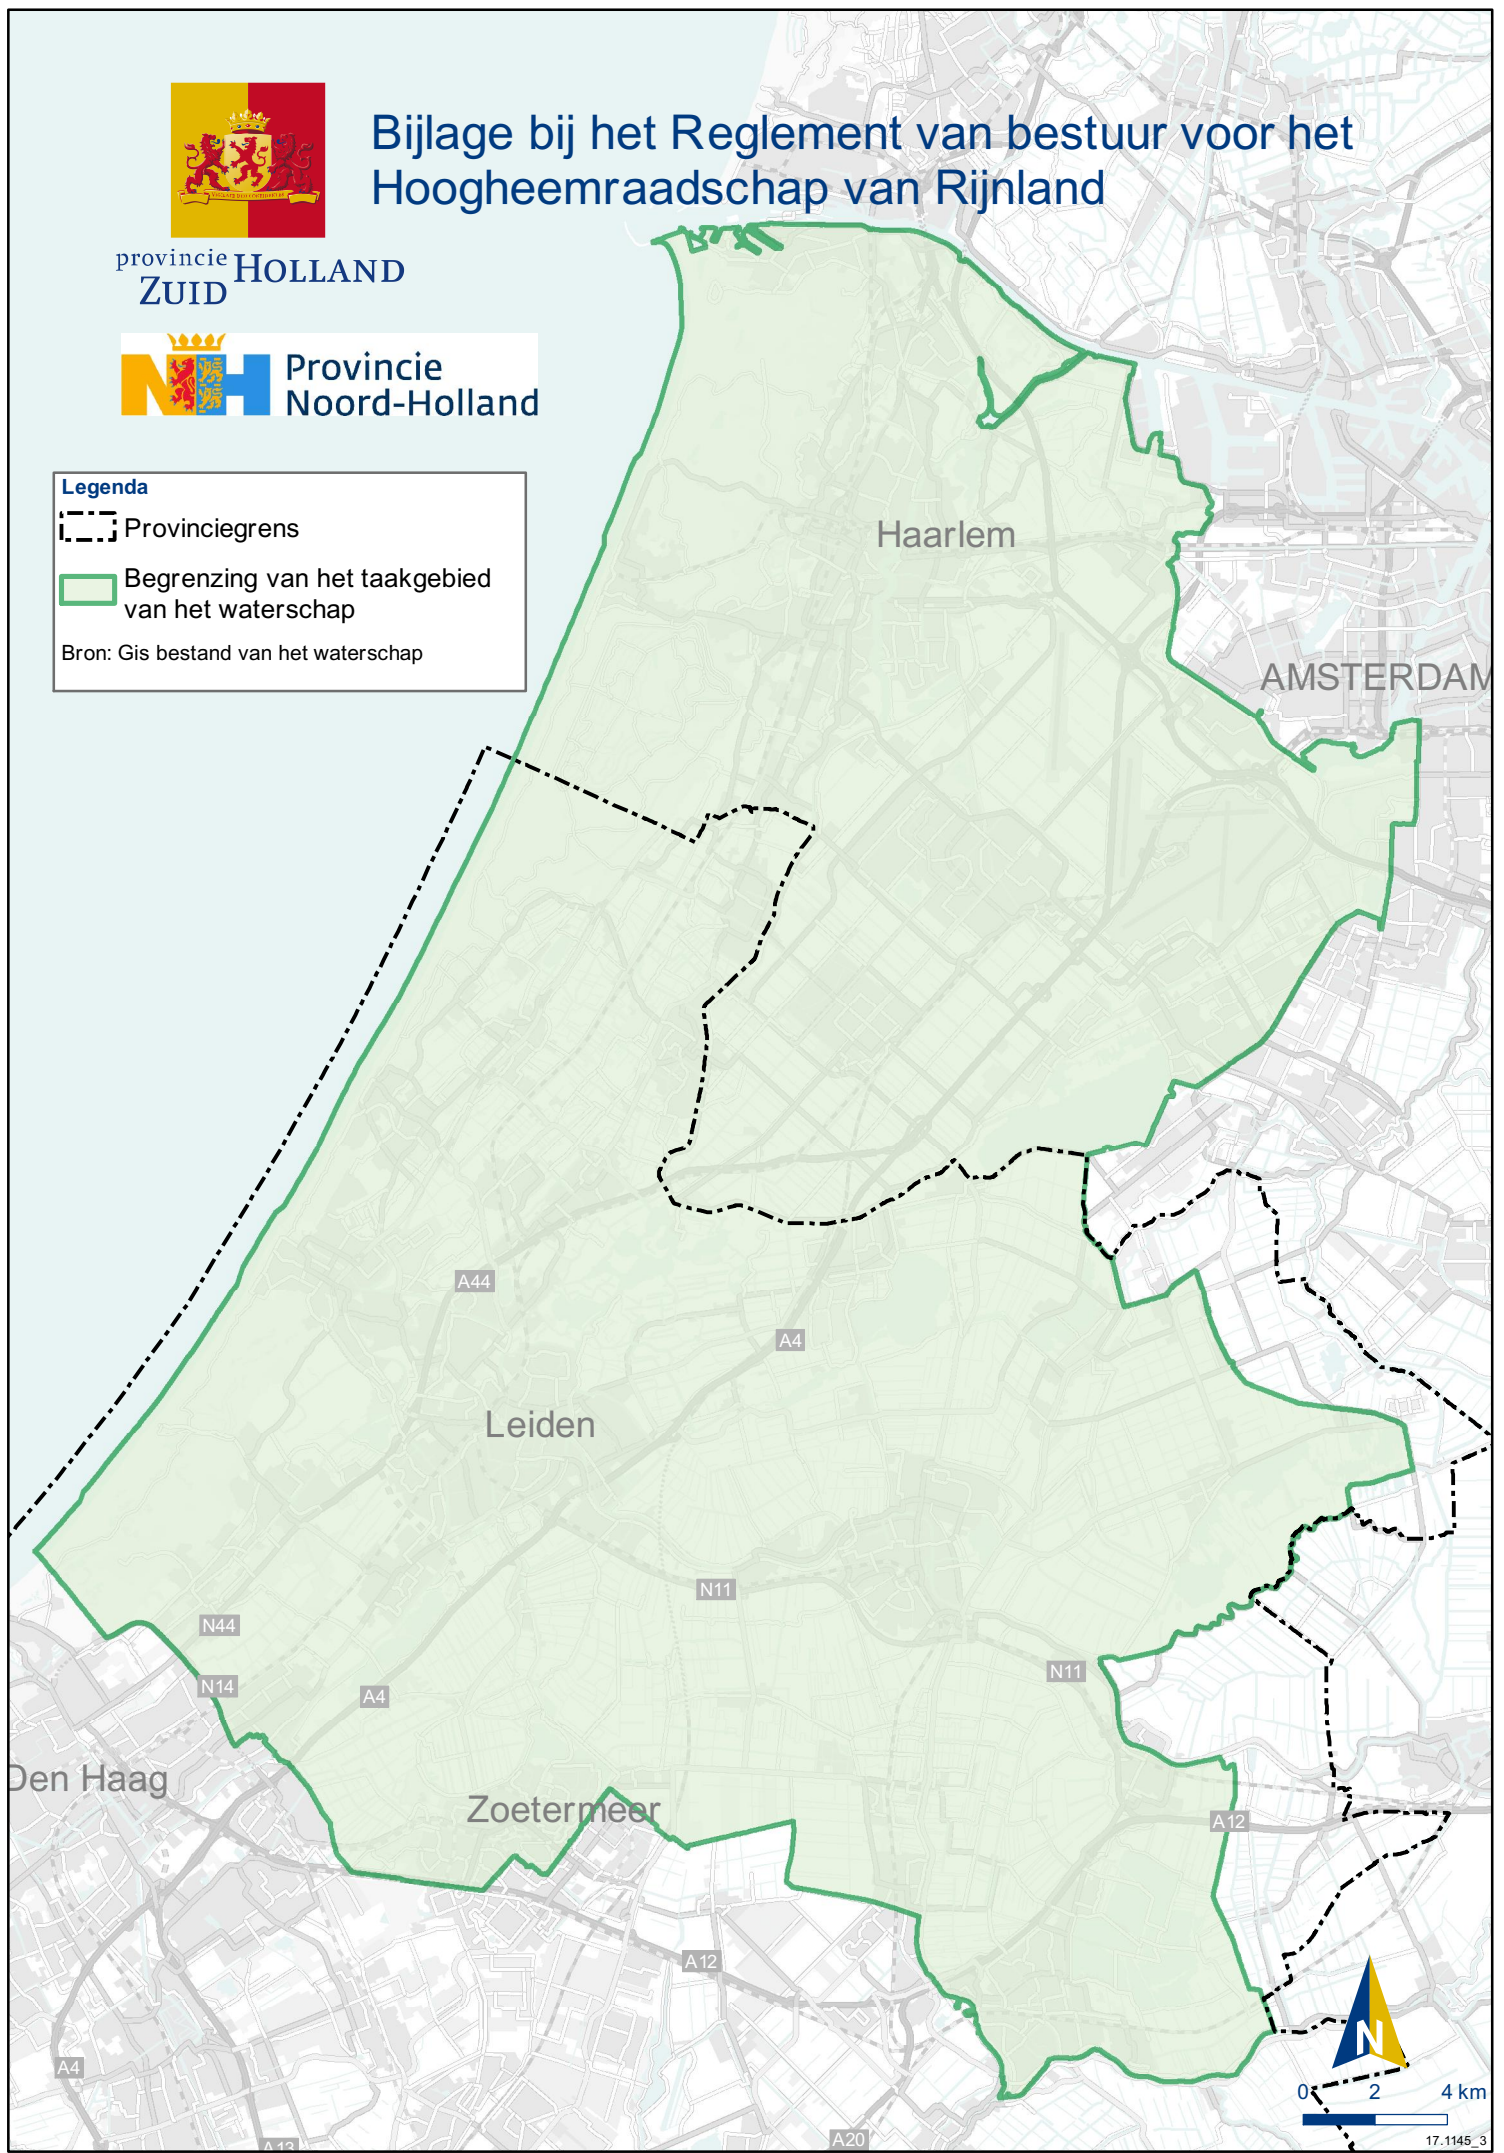 Bijlage bij het Reglement van bestuur voor het
Hoogheemraadschap van Rijnland
provincie HOLLAND
ZUID
NH Provincie
Noord-Holland
Legenda
Provinciegrens
Begrenzing van het taakgebied
van het waterschap
Bron: Gis bestand van het waterschap
Haarlem
AMSTERDAM
A44
A4
Leiden
N11
N44
N11
N14
A4
Den Haag
Zoetermeer
A12
A12
N
A4
0 2 4 km
A20
A13
17.1145_3